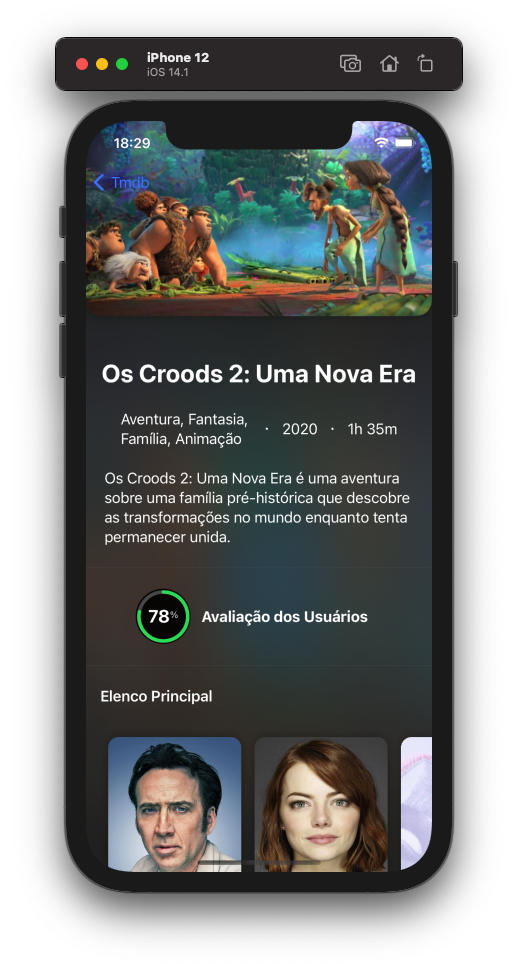 iPhone 12
iOS 14.1
18:29
Tmdb
Os Croods 2: Uma Nova Era
Aventura, Fantasia,
Família, Animação
· 2020 · 1h 35m
Os Croods 2: Uma Nova Era é uma aventura
sobre uma família pré-histórica que descobre
as transformações no mundo enquanto tenta
permanecer unida.
78%
Avaliação dos Usuários
Elenco Principal